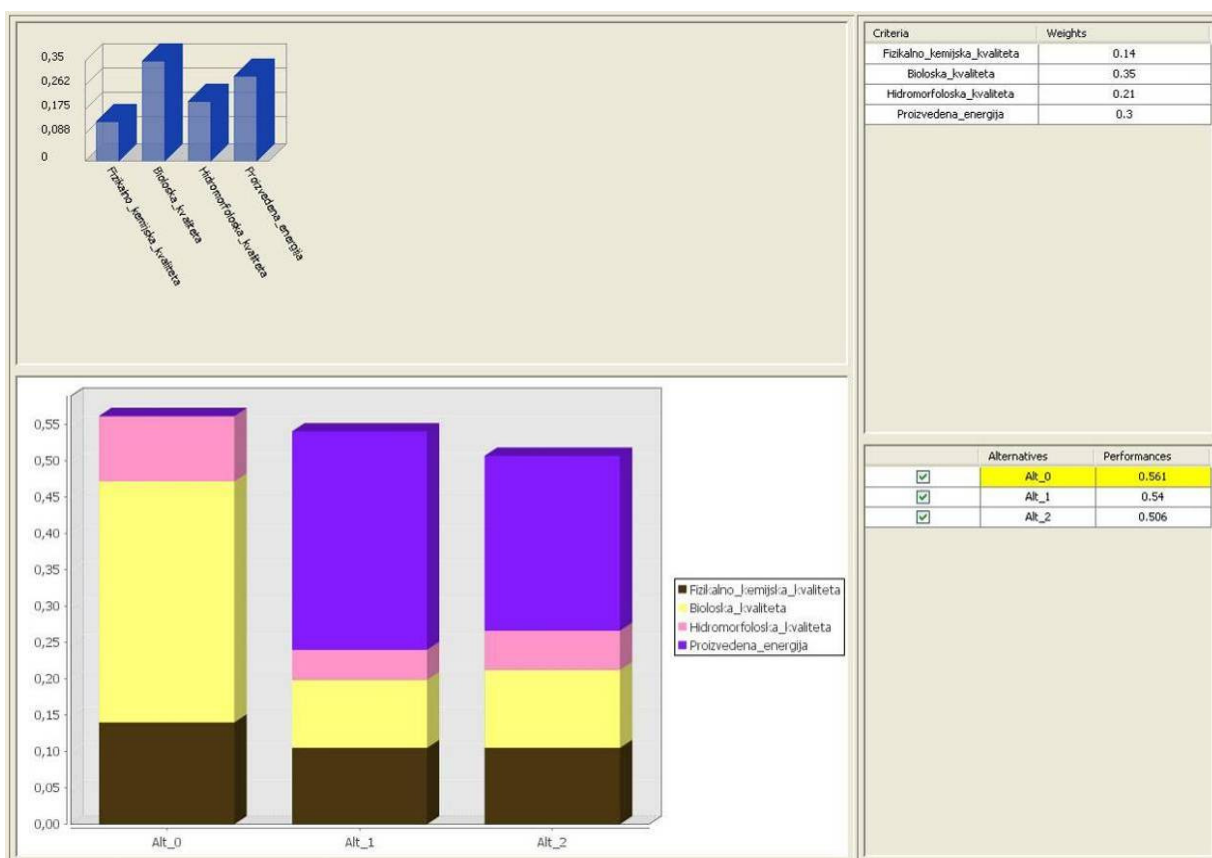 0,35
0,262
0,175
0,088
0
Fizikalno_kemijska_kvaliteta
Bioloska_kvaliteta
Hidromorfoloska_kvaliteta
Proizvedena_energija
Criteria Weights
Fizikalno_kemijska_kvaliteta 0.14
Bioloska_kvaliteta 0.35
Hidromorfoloska_kvaliteta 0.21
Proizvedena_energija 0.3
0,55
0,50
0,45
0,40
0,35
0,30
0,25
0,20
0,15
0,10
0,05
0,00
Alt_0 Alt_1 Alt_2
Fizikalno_kemijska_kvaliteta
Bioloska_kvaliteta
Hidromorfoloska_kvaliteta
Proizvedena_energija
Alternatives Performances
Alt_0 0.561
Alt_1 0.54
Alt_2 0.506